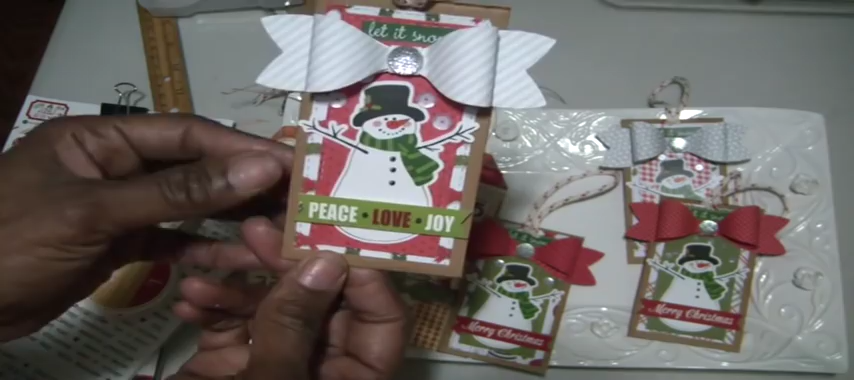 let it snow
PEACE • LOVE • JOY
Merry Christmas
Merry Christmas